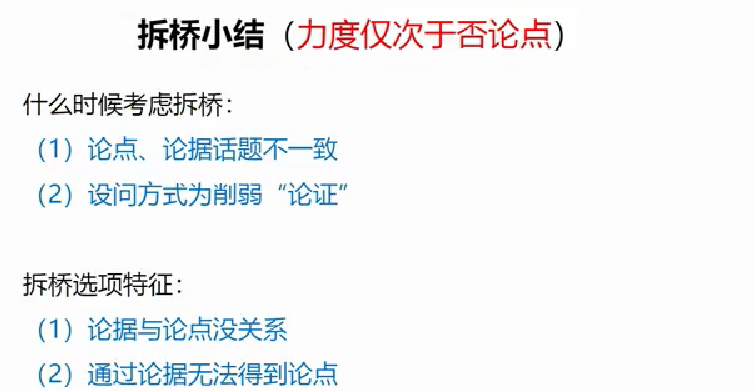 拆桥小结（力度仅次于否论点）
什么时候考虑拆桥：
（1）论点、论据话题不一致
（2）设问方式为削弱“论证”
拆桥选项特征：
（1）论据与论点没关系
（2）通过论据无法得到论点